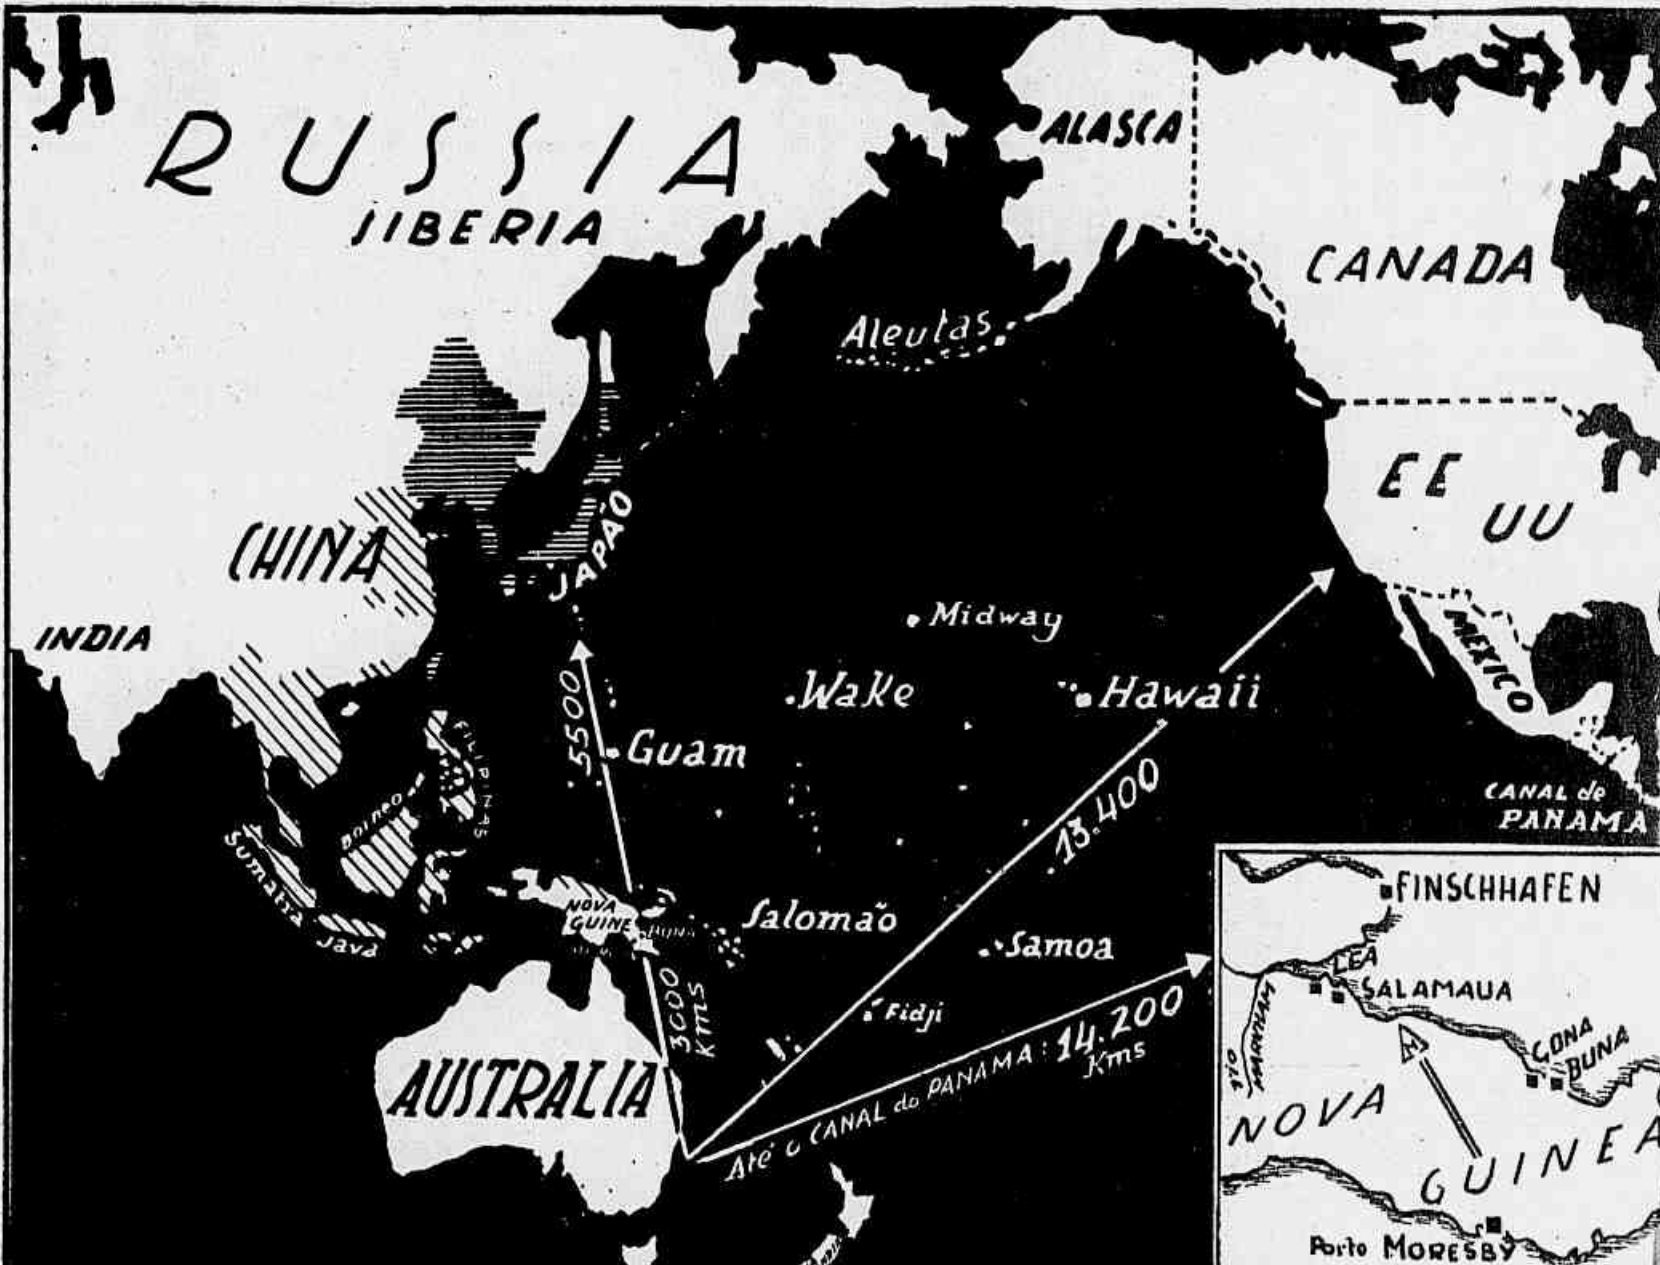 RUSSIA
SIBERIA
ALASCA
CANADA
Aleutas
EE
UU
CHINA
JAPÃO
INDIA
Midway
MEXICO
Wake
Hawaii
5500
Guam
FILIPINAS
CANAL de
PANAMA
Borneo
13.400
Sumatra
Java
NOVA
GUINE
BUNA
Salomão
Samoa
3000
Kms
Fidji
AUSTRALIA
Até o CANAL do PANAMA: 14.200
Kms
FINSCHHAFEN
LEA
SALAMAUA
MARKHAM
GONA
BUNA
NOVA
GUINEA
Porto MORESBY